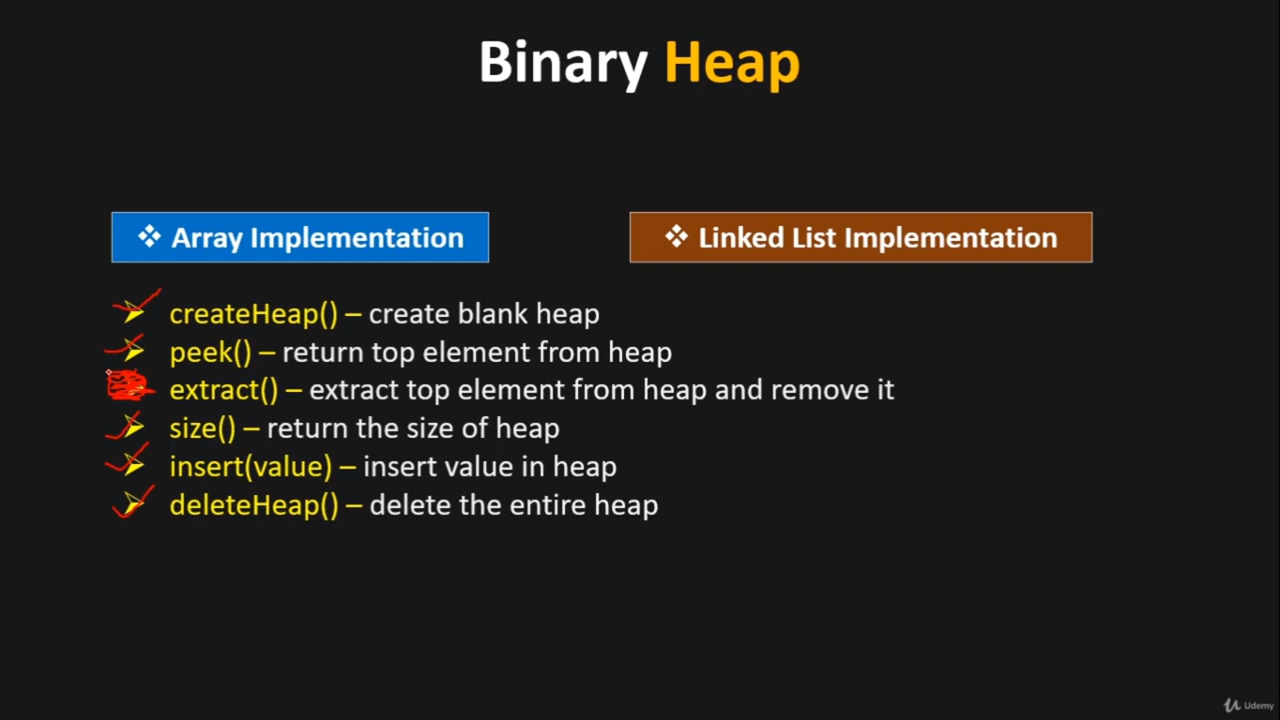 Binary Heap
❖ Array Implementation
❖ Linked List Implementation
➢ createHeap() – create blank heap
➢ peek() – return top element from heap
extract() – extract top element from heap and remove it
➢ size() – return the size of heap
➢ insert(value) – insert value in heap
➢ deleteHeap() – delete the entire heap
Udemy